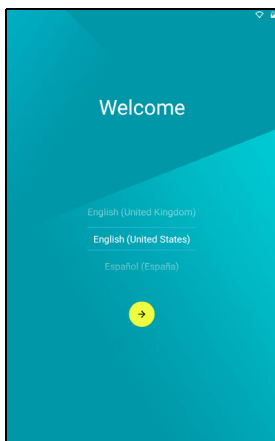 Welcome
English (United Kingdom)
English (United States)
Español (España)